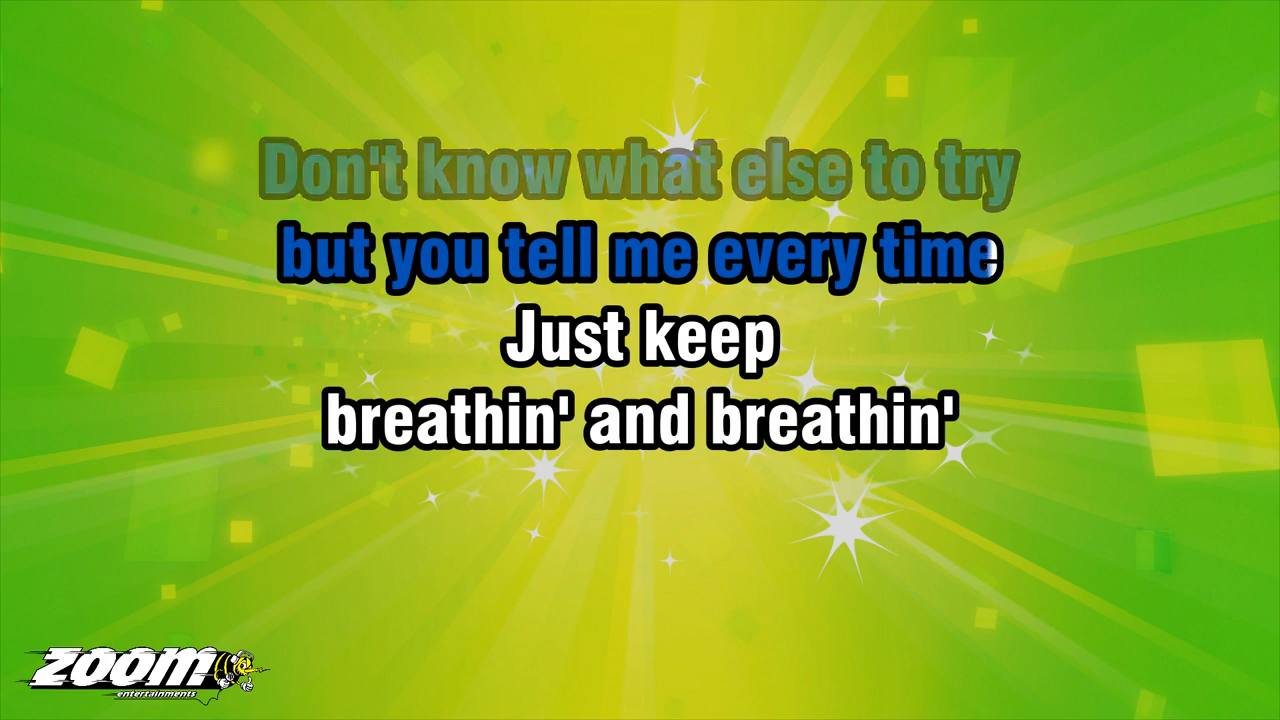 Don't know what else to try
but you tell me every time
Just keep
breathin' and breathin'
ZOOM
entertainments